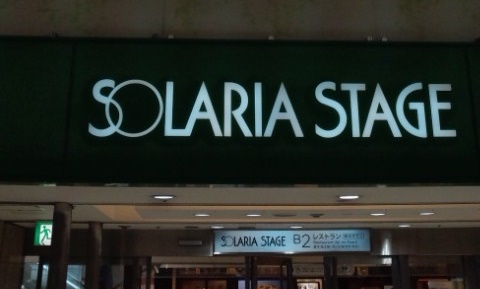 SOLARIA STAGE
SOLARIA STAGE B2 レストラン